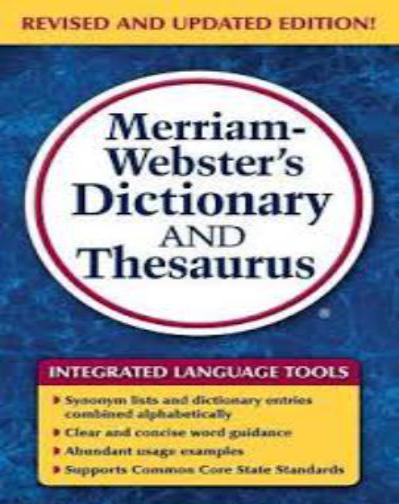 REVISED AND UPDATED EDITION!
Merriam-
Webster's
Dictionary
AND
Thesaurus
®
INTEGRATED LANGUAGE TOOLS
Synonym lists and dictionary entries
combined alphabetically
Clear and concise word guidance
Abundant usage examples
Supports Common Core State Standards